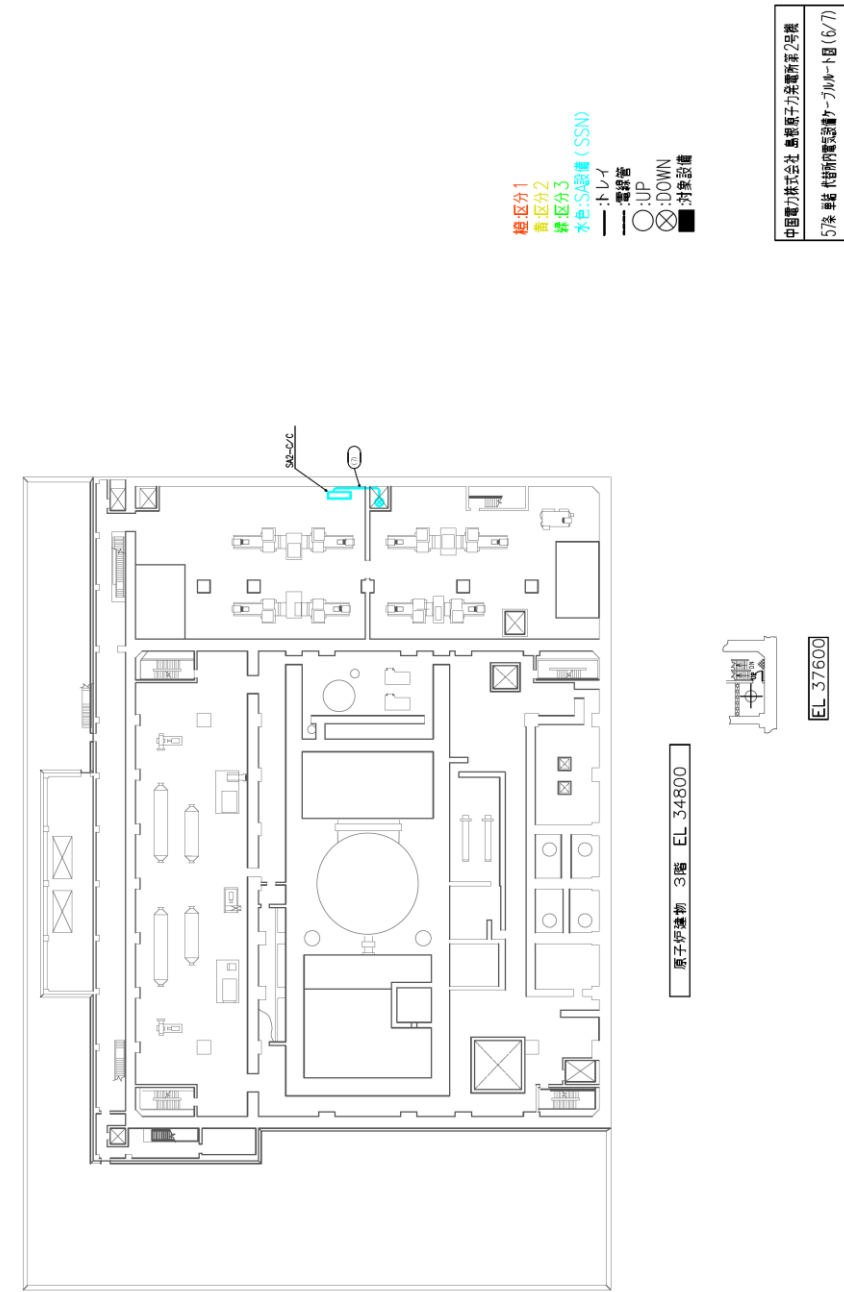 中国電力株式会社 島根原子力発電所第2号機
57条 単結 代替所内電気設備ケーブルルート図(6/7)
橙:区分1
黄:区分2
緑:区分3
水色:SA設備(SSN)
:トレイ
:電線管
:UP
:DOWN
:対象設備
SA2-C/C
(7)
原子炉建物 3階 EL 34800
EL 37600